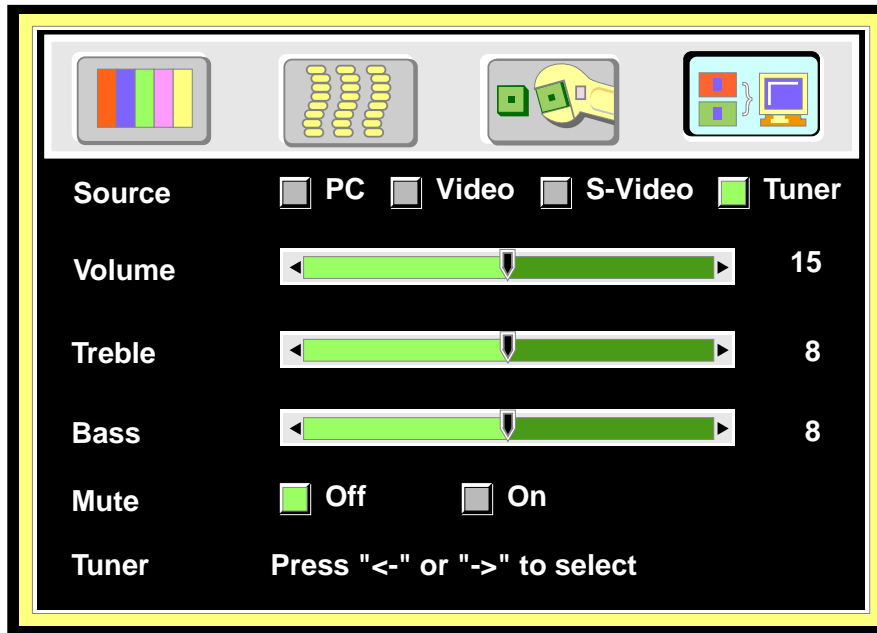 Source PC Video S-Video Tuner
Volume 15
Treble 8
Bass 8
Mute Off On
Tuner Press "<-" or "->" to select